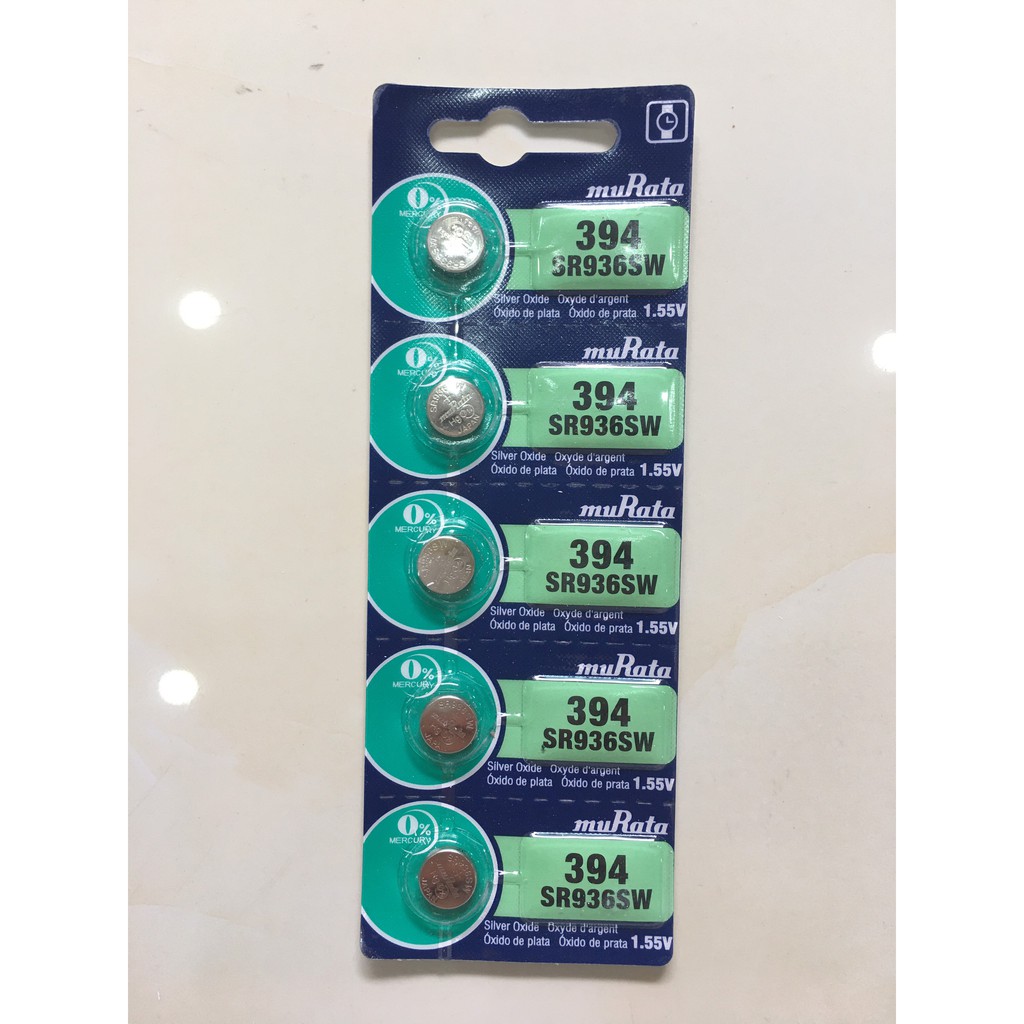 muRata
0%
MERCURY
394
SR936SW
Silver Oxide Oxyde d'argent
Óxido de plata Óxido de prata 1.55V
muRata
0%
MERCURY
394
SR936SW
JAPAN
Silver Oxide Oxyde d'argent
Óxido de plata Óxido de prata 1.55V
muRata
0%
MERCURY
394
SR936SW
Silver Oxide Oxyde d'argent
Óxido de plata Óxido de prata 1.55V
muRata
0%
MERCURY
394
SR936SW
Silver Oxide Oxyde d'argent
Óxido de plata Óxido de prata 1.55V
muRata
0%
MERCURY
394
SR936SW
Silver Oxide Oxyde d'argent
Óxido de plata Óxido de prata 1.55V